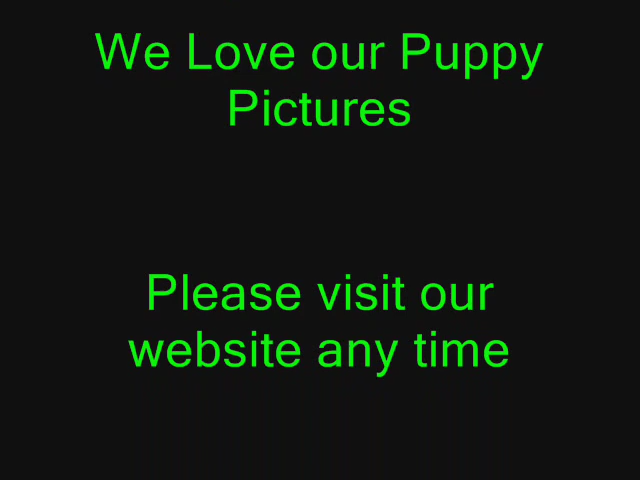 We Love our Puppy
Pictures
Please visit our
website any time